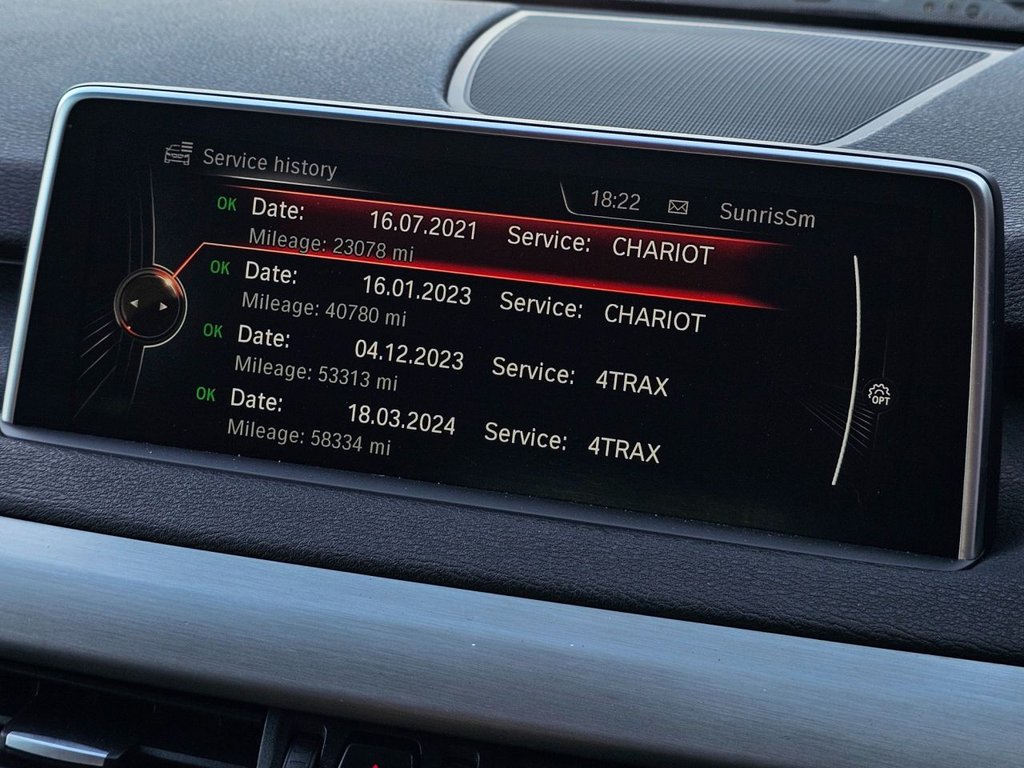 Service history
18:22 SunrisSm
OK Date: 16.07.2021 Service: CHARIOT
Mileage: 23078 mi
OK Date: 16.01.2023 Service: CHARIOT
Mileage: 40780 mi
OK Date: 04.12.2023 Service: 4TRAX
Mileage: 53313 mi
OK Date: 18.03.2024 Service: 4TRAX
Mileage: 58334 mi
OPT